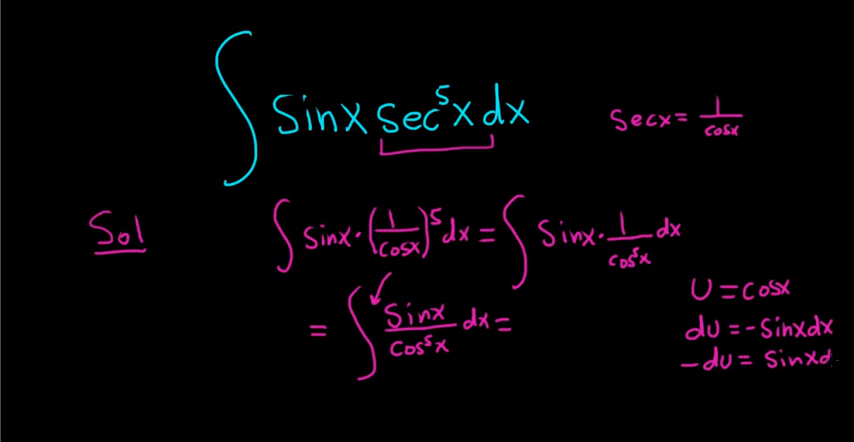 ∫ sinx sec⁵x dx
secx = 1/cosx
Sol
∫ sinx · (1/cosx)⁵ dx = ∫ sinx · 1/cos⁵x dx
= ∫ sinx/cos⁵x dx =
U = cosx
du = -sinxdx
-du = sinxd